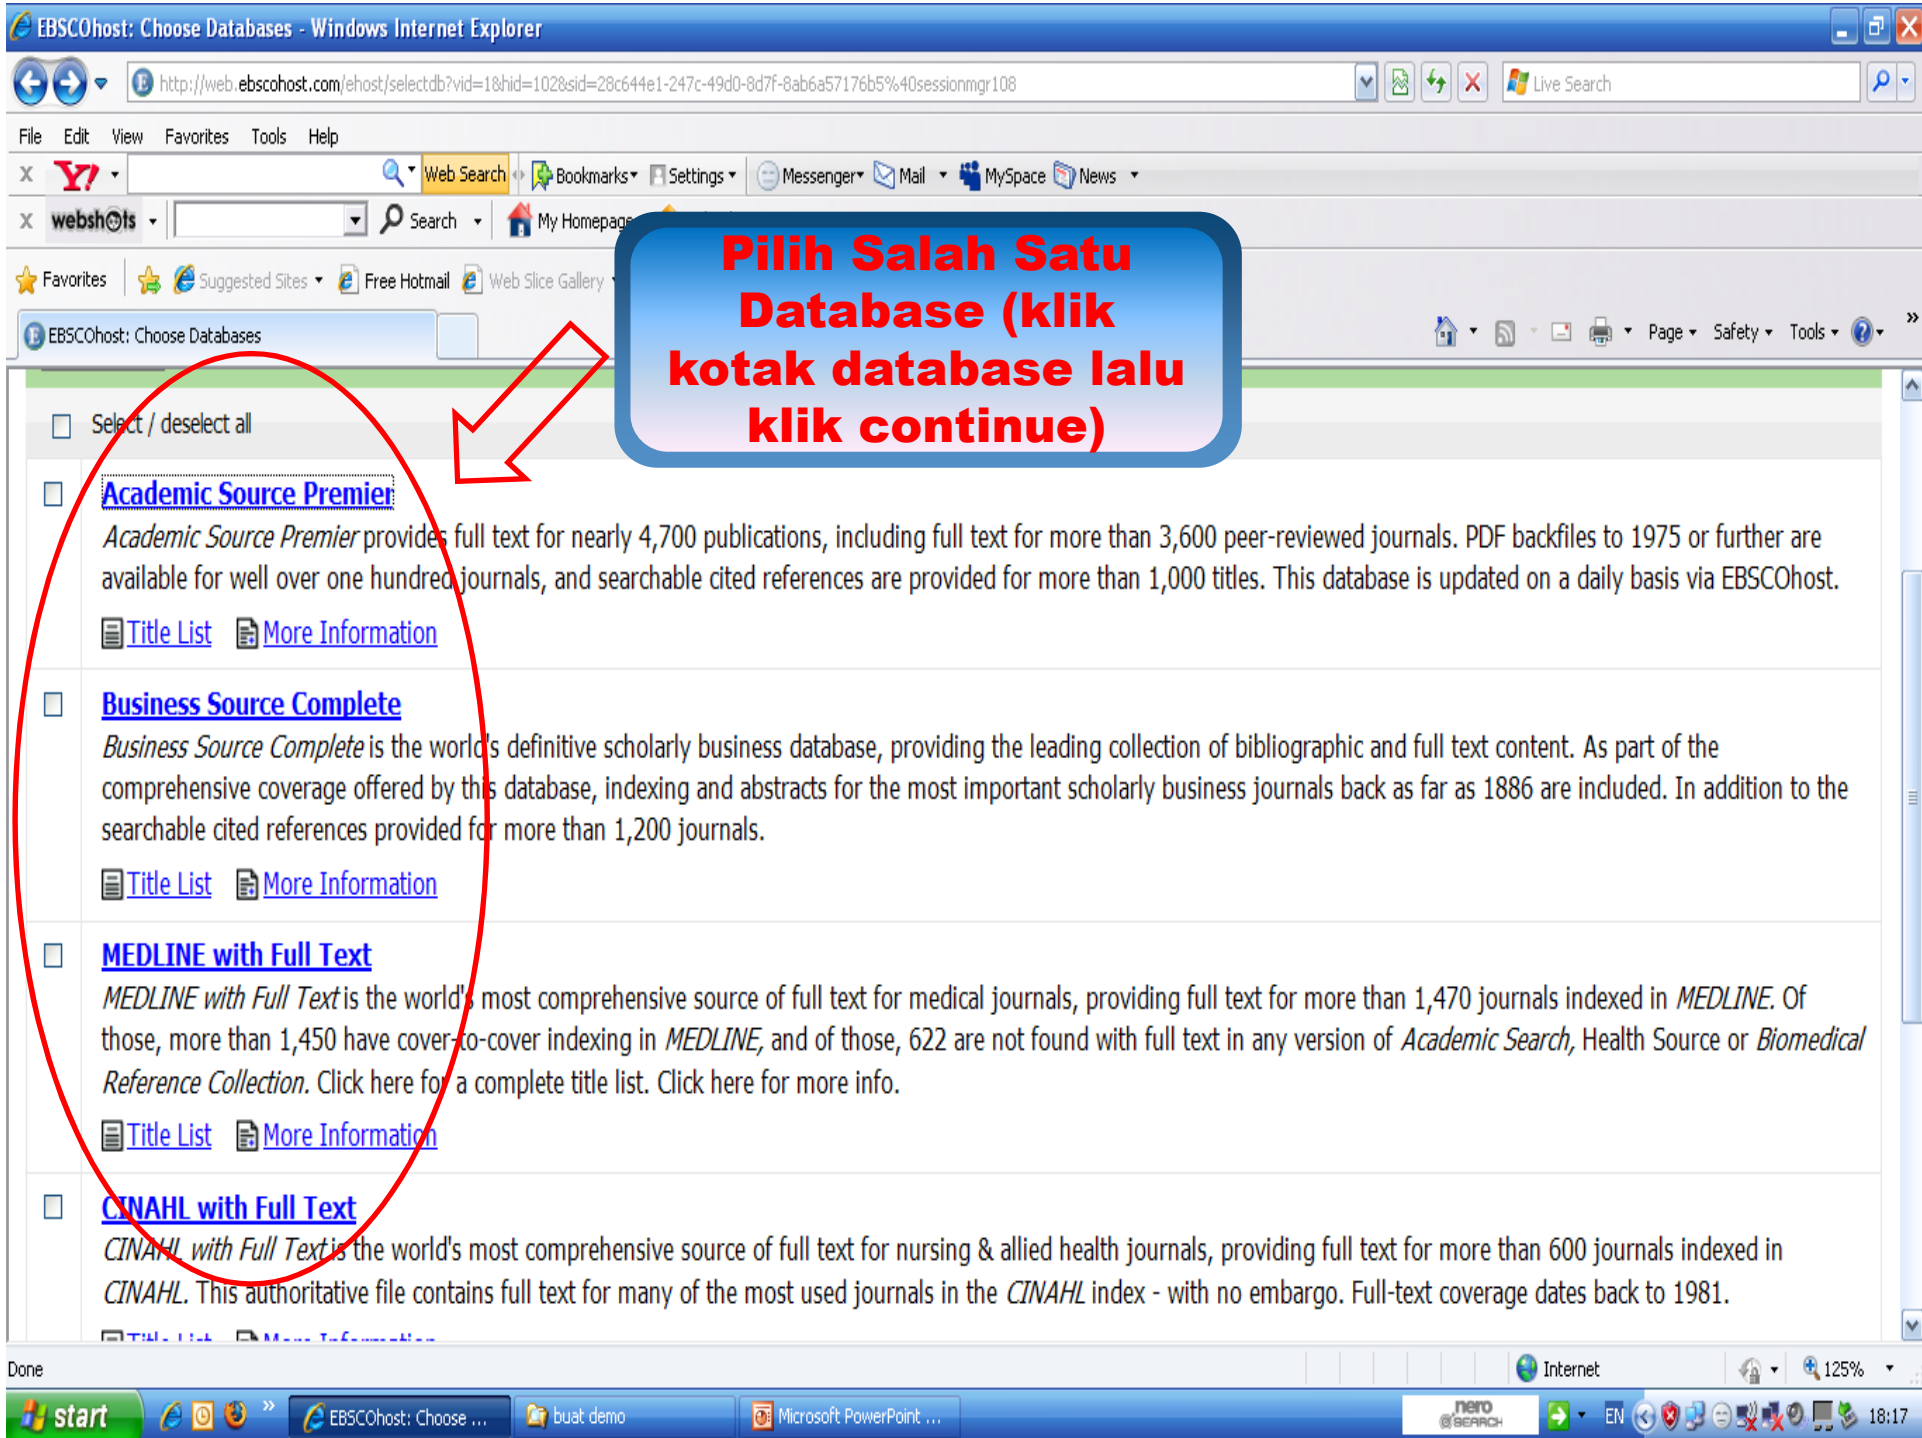 EBSCOhost: Choose Databases - Windows Internet Explorer
http://web.ebscohost.com/ehost/selectdb?vid=1&hid=102&sid=28c644e1-247c-49d0-8d7f-8ab6a57176b5%40sessionmgr108
Live Search
File Edit View Favorites Tools Help
X Y! Web Search Bookmarks Settings Messenger Mail MySpace News
X webshots Search My Homepage
Favorites Suggested Sites Free Hotmail Web Slice Gallery
EBSCOhost: Choose Databases
Page Safety Tools »
Pilih Salah Satu
Database (klik
kotak database lalu
klik continue)
Select / deselect all
Academic Source Premier
Academic Source Premier provides full text for nearly 4,700 publications, including full text for more than 3,600 peer-reviewed journals. PDF backfiles to 1975 or further are
available for well over one hundred journals, and searchable cited references are provided for more than 1,000 titles. This database is updated on a daily basis via EBSCOhost.
Title List More Information
Business Source Complete
Business Source Complete is the world's definitive scholarly business database, providing the leading collection of bibliographic and full text content. As part of the
comprehensive coverage offered by this database, indexing and abstracts for the most important scholarly business journals back as far as 1886 are included. In addition to the
searchable cited references provided for more than 1,200 journals.
Title List More Information
MEDLINE with Full Text
MEDLINE with Full Text is the world's most comprehensive source of full text for medical journals, providing full text for more than 1,470 journals indexed in MEDLINE. Of
those, more than 1,450 have cover-to-cover indexing in MEDLINE, and of those, 622 are not found with full text in any version of Academic Search, Health Source or Biomedical
Reference Collection. Click here for a complete title list. Click here for more info.
Title List More Information
CINAHL with Full Text
CINAHL with Full Text is the world's most comprehensive source of full text for nursing & allied health journals, providing full text for more than 600 journals indexed in
CINAHL. This authoritative file contains full text for many of the most used journals in the CINAHL index - with no embargo. Full-text coverage dates back to 1981.
Title List More Information
Done Internet 125%
start » EBSCOhost: Choose ... buat demo Microsoft PowerPoint ... nero SEARCH EN 18:17